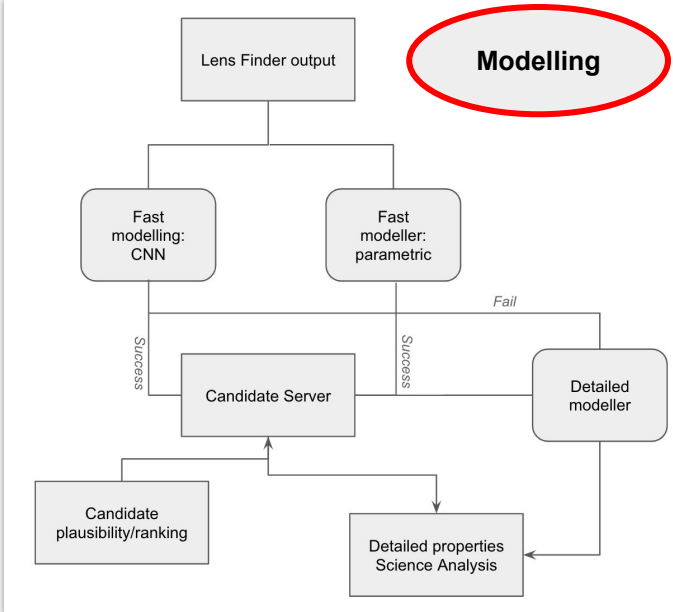 Modelling
Lens Finder output
Fast
modelling:
CNN
Fast
modeller:
parametric
Fail
Success
Success
Candidate Server
Detailed
modeller
Candidate
plausibility/ranking
Detailed properties
Science Analysis